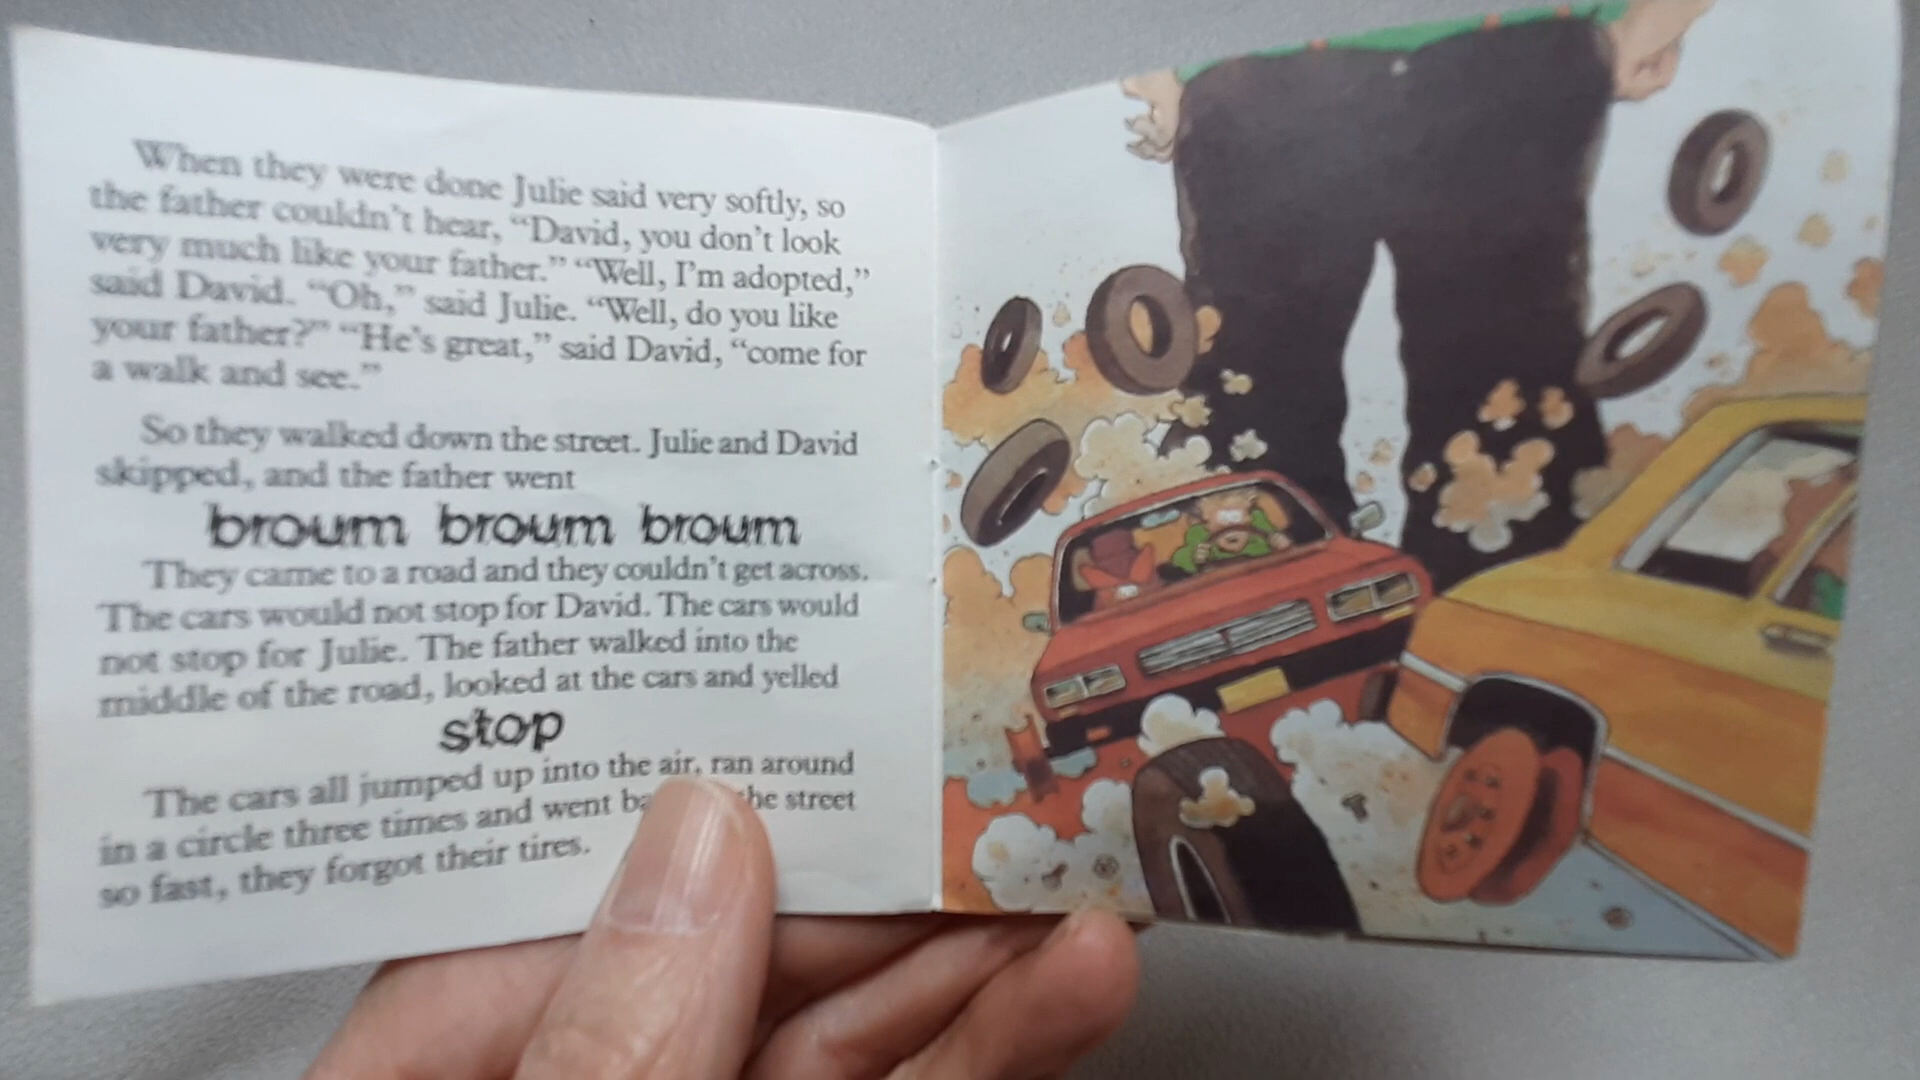 When they were done Julie said very softly, so
the father couldn't hear, “David, you don't look
very much like your father.” “Well, I'm adopted,”
said David. “Oh,” said Julie. “Well, do you like
your father?” “He's great,” said David, “come for
a walk and see.”
So they walked down the street. Julie and David
skipped, and the father went
broum broum broum
They came to a road and they couldn't get across.
The cars would not stop for David. The cars would
not stop for Julie. The father walked into the
middle of the road, looked at the cars and yelled
stop
The cars all jumped up into the air, ran around
in a circle three times and went the street
so fast, they forgot their tires.